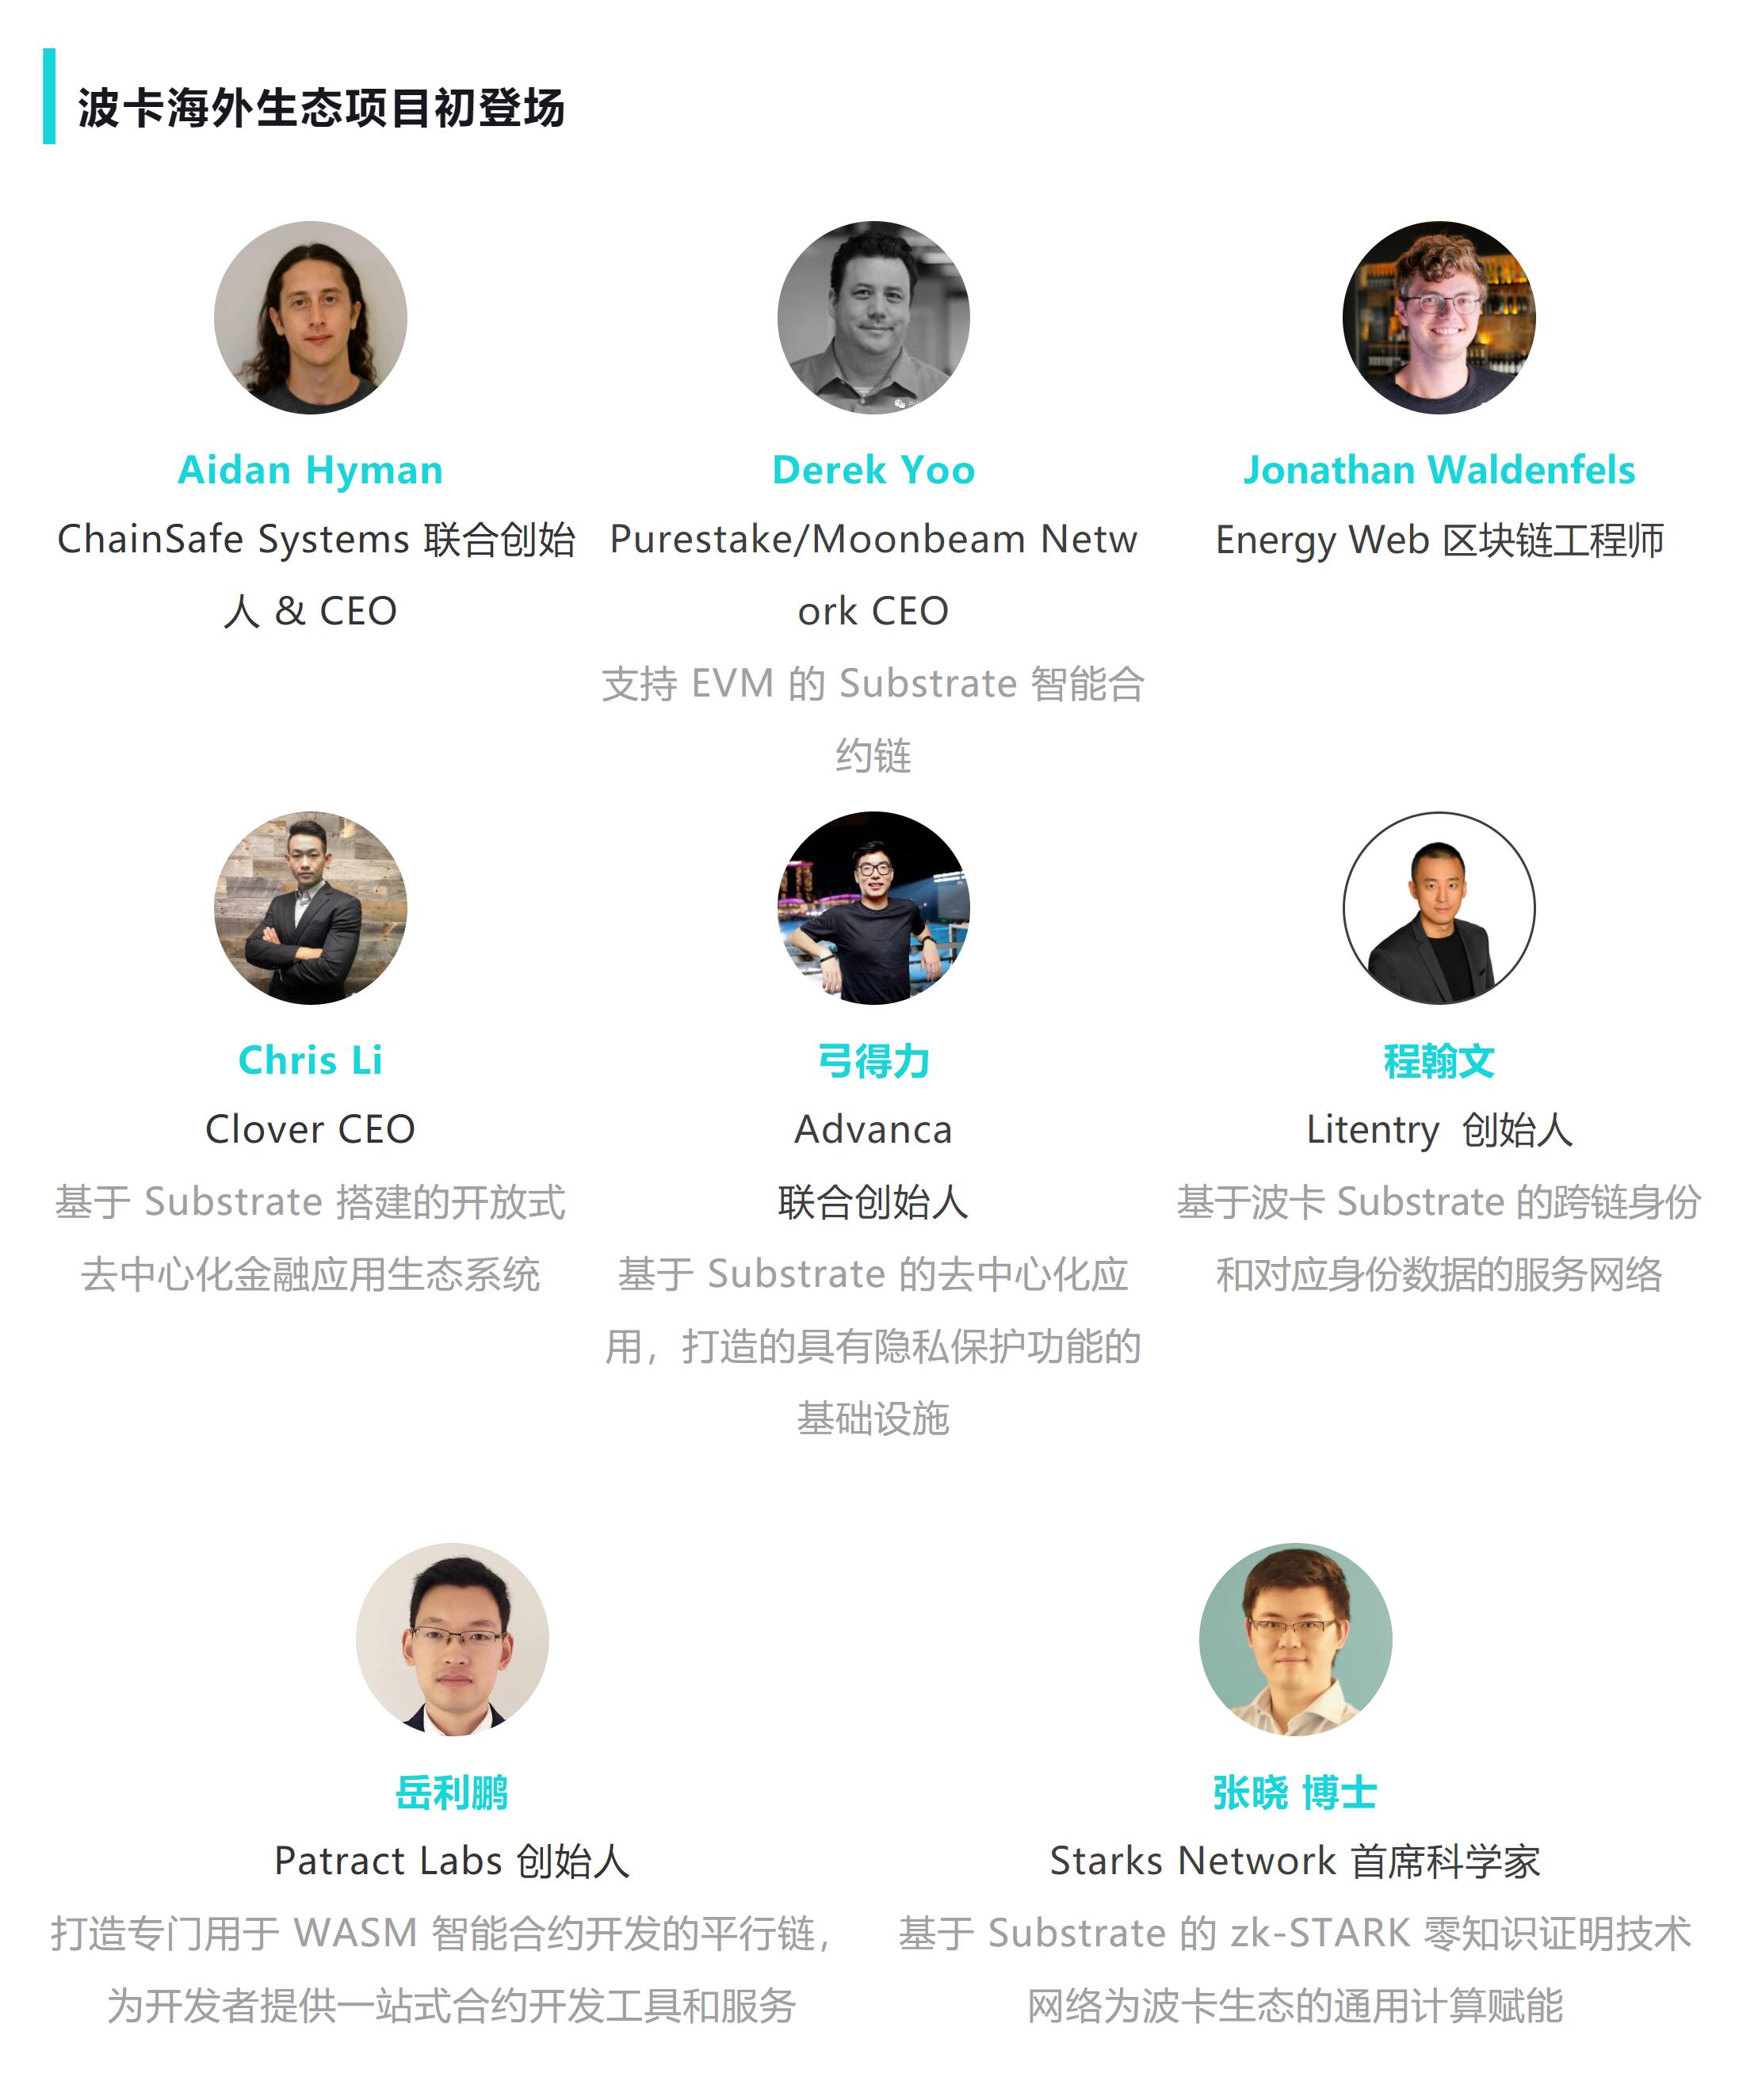 波卡海外生态项目初登场
Aidan Hyman
ChainSafe Systems 联合创始
人 & CEO
Derek Yoo
Purestake/Moonbeam Netw
ork CEO
支持 EVM 的 Substrate 智能合
约链
Jonathan Waldenfels
Energy Web 区块链工程师
Chris Li
Clover CEO
基于 Substrate 搭建的开放式
去中心化金融应用生态系统
弓得力
Advanca
联合创始人
基于 Substrate 的去中心化应
用，打造的具有隐私保护功能的
基础设施
程翰文
Litentry 创始人
基于波卡 Substrate 的跨链身份
和对应身份数据的服务网络
岳利鹏
Patract Labs 创始人
打造专门用于 WASM 智能合约开发的平行链，
为开发者提供一站式合约开发工具和服务
张晓 博士
Starks Network 首席科学家
基于 Substrate 的 zk-STARK 零知识证明技术
网络为波卡生态的通用计算赋能